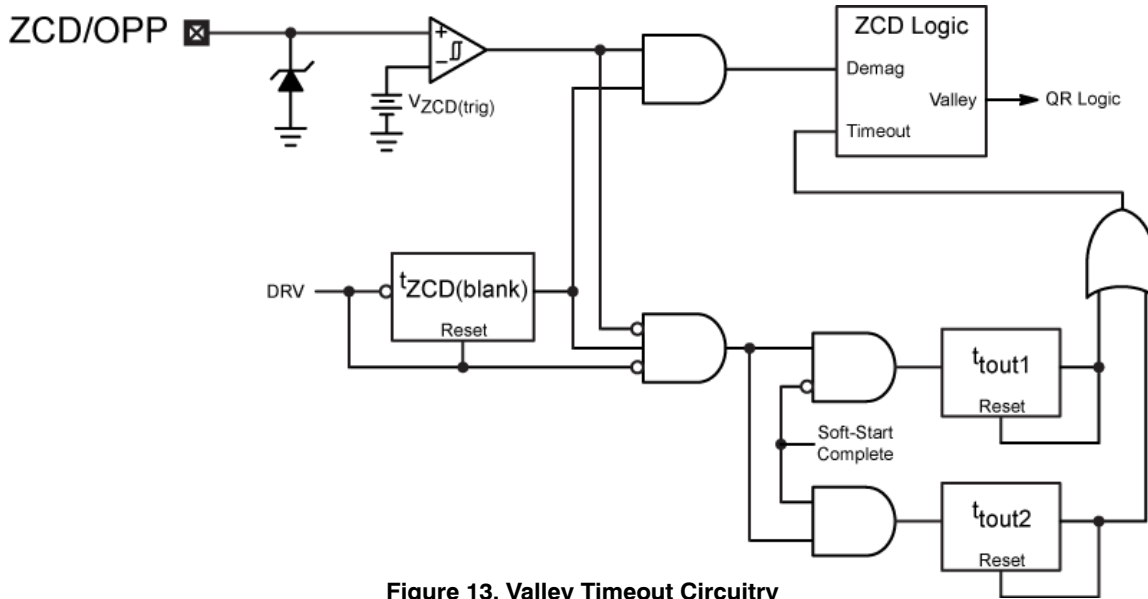 ZCD/OPP
+
−
VZCD(trig)
ZCD Logic
Demag
Valley
QR Logic
Timeout
DRV
tZCD(blank)
Reset
ttout1
Reset
Soft-Start
Complete
ttout2
Reset
Figure 13. Valley Timeout Circuitry